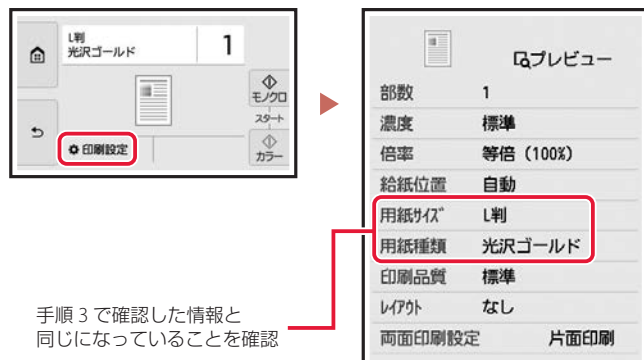 L判
光沢ゴールド
1
モノクロ
スタート
カラー
印刷設定
プレビュー
部数 1
濃度 標準
倍率 等倍（100%）
給紙位置 自動
用紙ｻｲｽﾞ L判
用紙種類 光沢ゴールド
印刷品質 標準
ﾚｲｱｳﾄ なし
両面印刷設定 片面印刷
手順 3 で確認した情報と
同じになっていることを確認